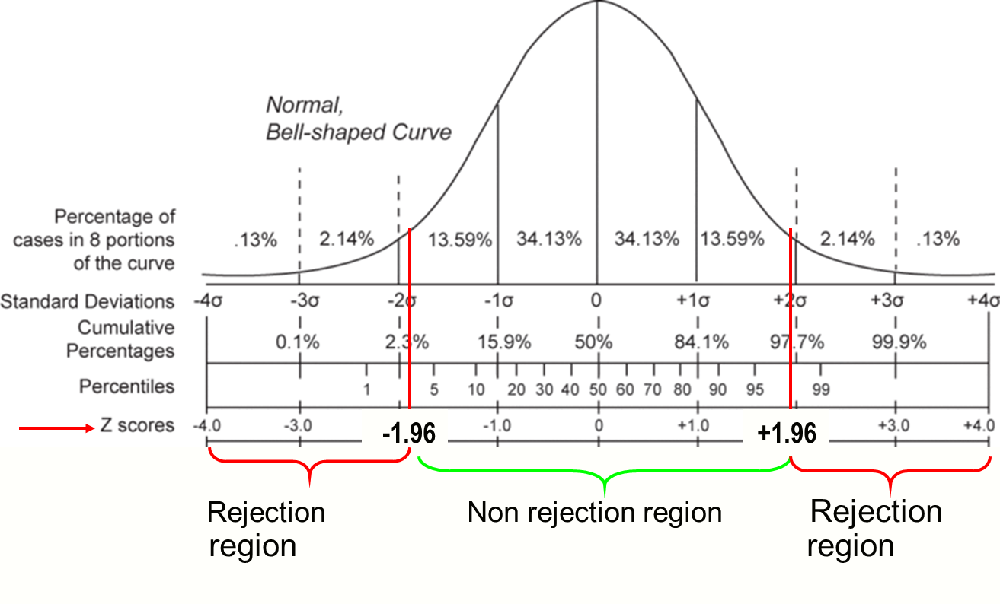 Normal,
Bell-shaped Curve
Percentage of
cases in 8 portions
of the curve
.13% 2.14% 13.59% 34.13% 34.13% 13.59% 2.14% .13%
Standard Deviations -4σ -3σ -2σ -1σ 0 +1σ +2σ +3σ +4σ
Cumulative
Percentages
0.1% 2.3% 15.9% 50% 84.1% 97.7% 99.9%
Percentiles 1 5 10 20 30 40 50 60 70 80 90 95 99
Z scores -4.0 -3.0 -1.96 -1.0 0 +1.0 +1.96 +3.0 +4.0
Rejection
region
Non rejection region
Rejection
region